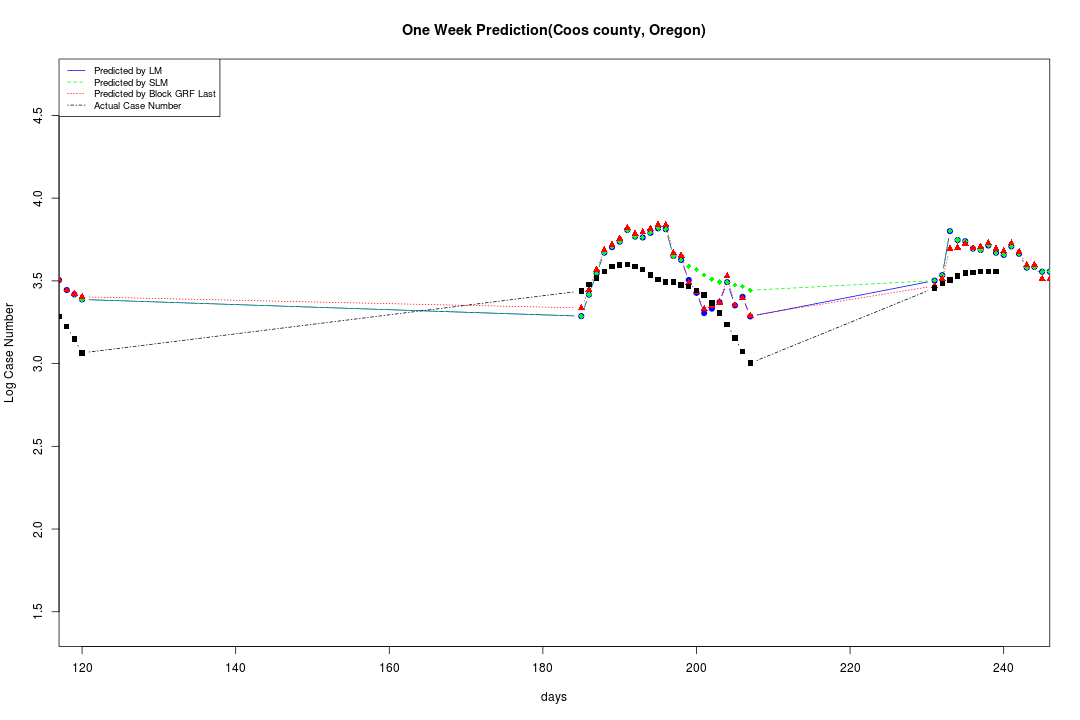 One Week Prediction(Coos county, Oregon)
Predicted by LM
Predicted by SLM
Predicted by Block GRF Last
Actual Case Number
Log Case Number
4.5
4.0
3.5
3.0
2.5
2.0
1.5
120 140 160 180 200 220 240
days